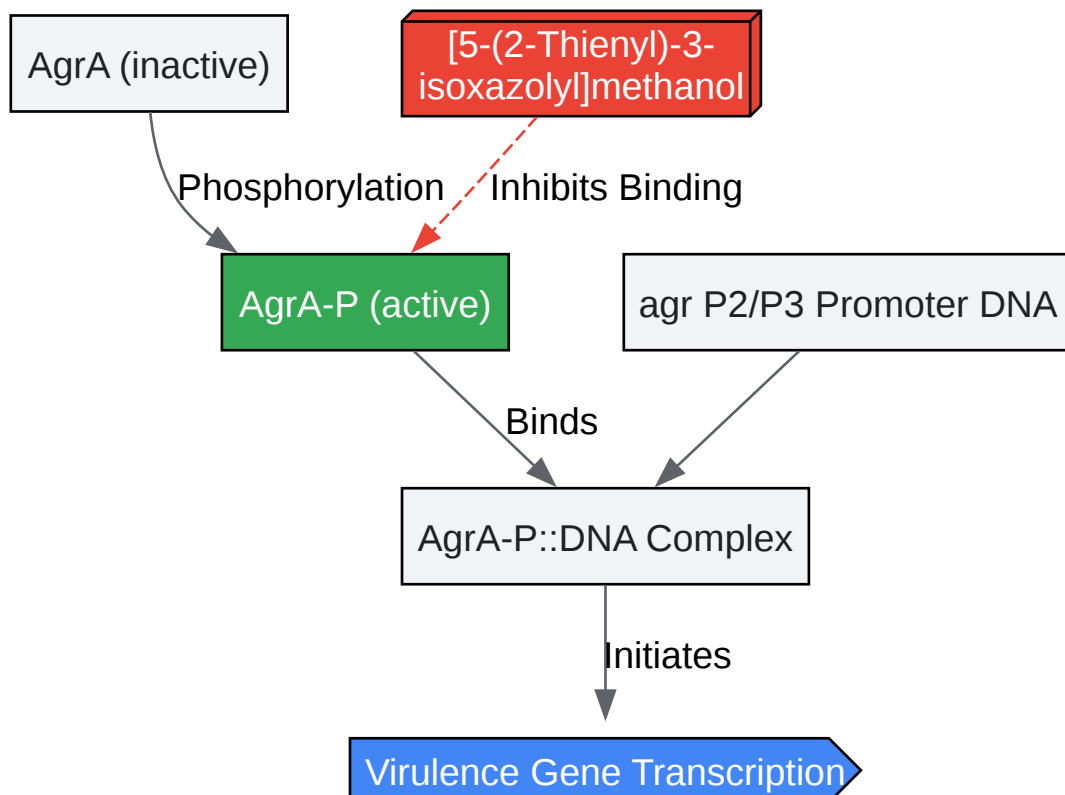 AgrA (inactive)
[5-(2-Thienyl)-3-
isoxazolyl]methanol
Phosphorylation
Inhibits Binding
AgrA-P (active)
agr P2/P3 Promoter DNA
Binds
AgrA-P::DNA Complex
Initiates
Virulence Gene Transcription